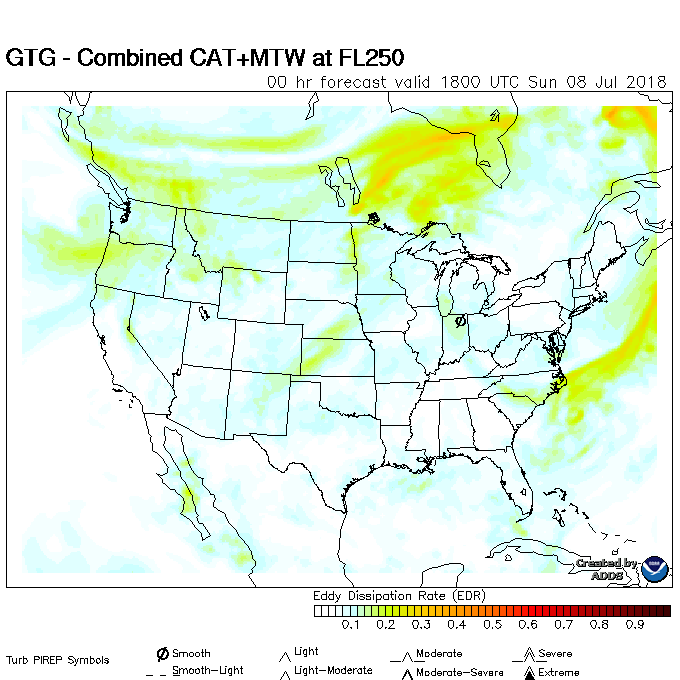 GTG - Combined CAT+MTW at FL250
00 hr forecast valid 1800 UTC Sun 08 Jul 2018
Created by
ADDS
Eddy Dissipation Rate (EDR)
0.1 0.2 0.3 0.4 0.5 0.6 0.7 0.8 0.9
Turb PIREP Symbols
Smooth Light Moderate Severe
Smooth-Light Light-Moderate Moderate-Severe Extreme